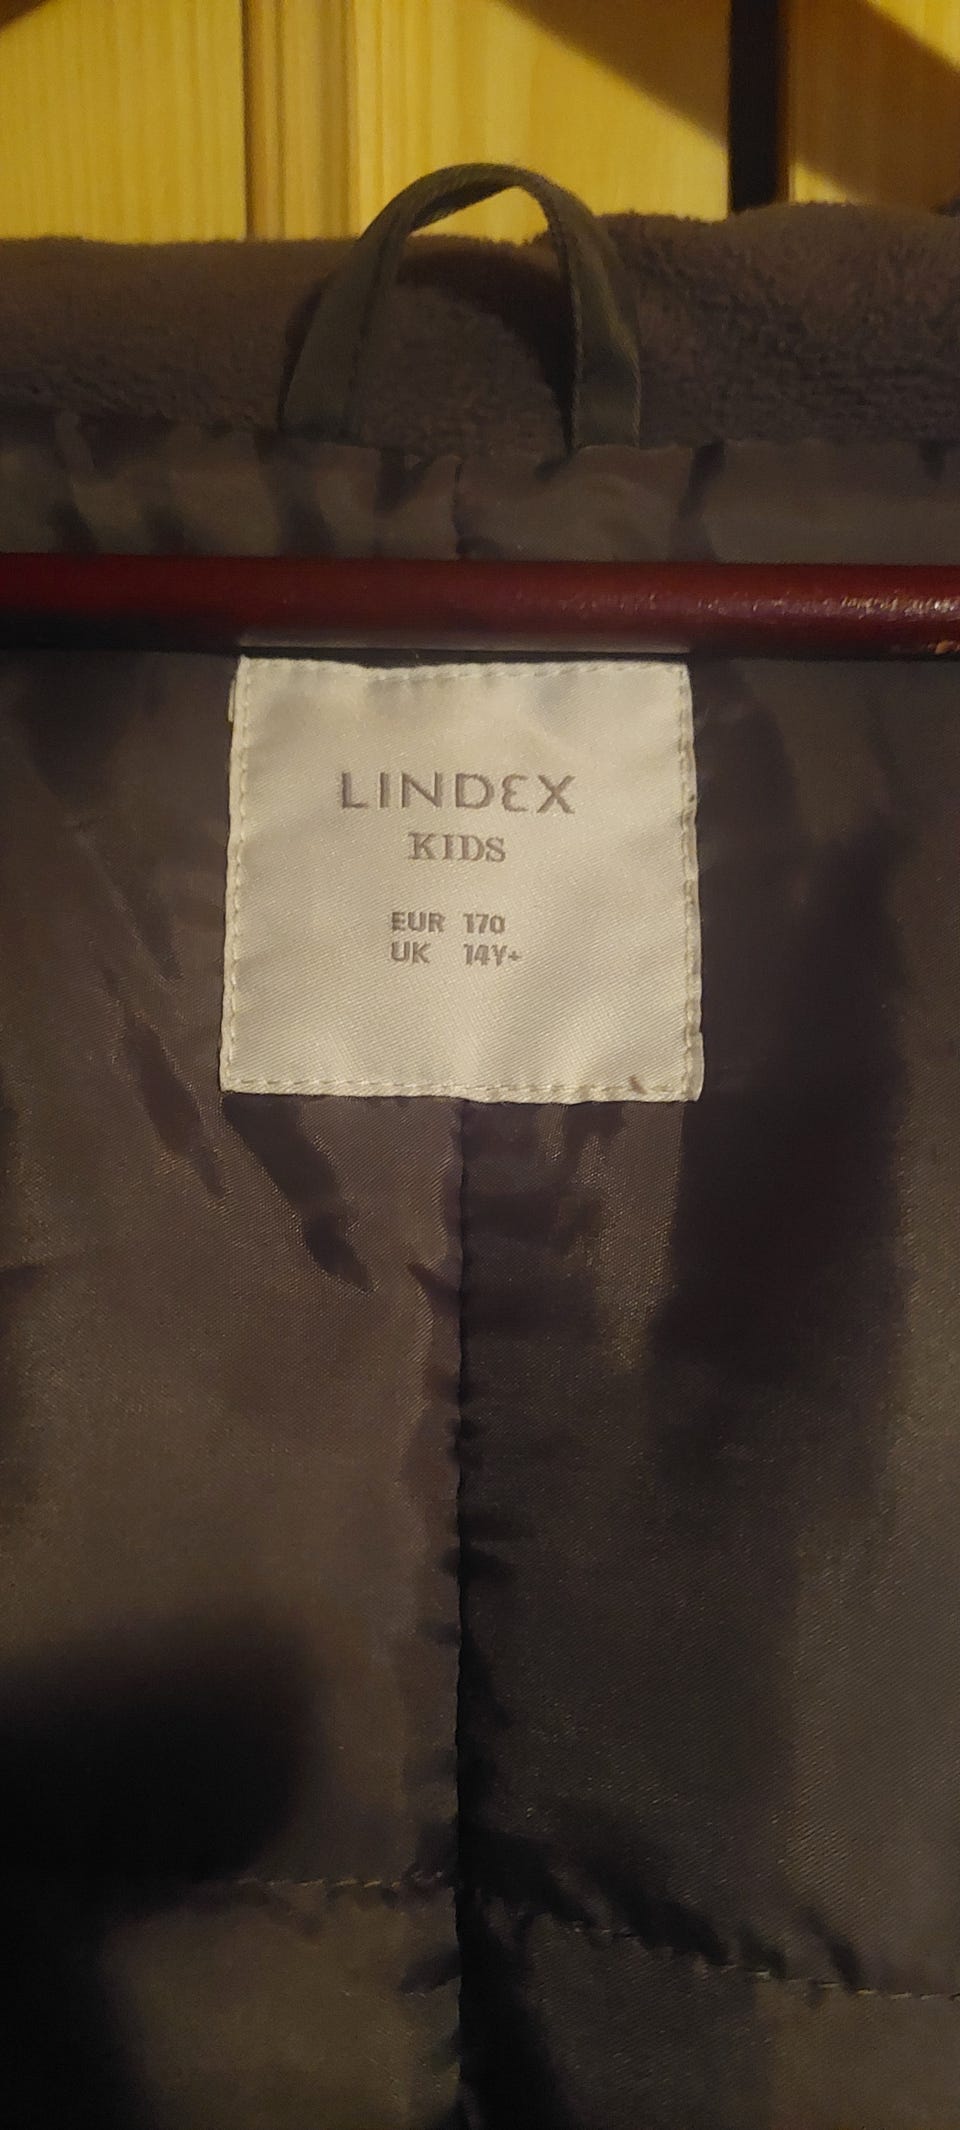 LINDEX
KIDS
EUR 170
UK 14Y+